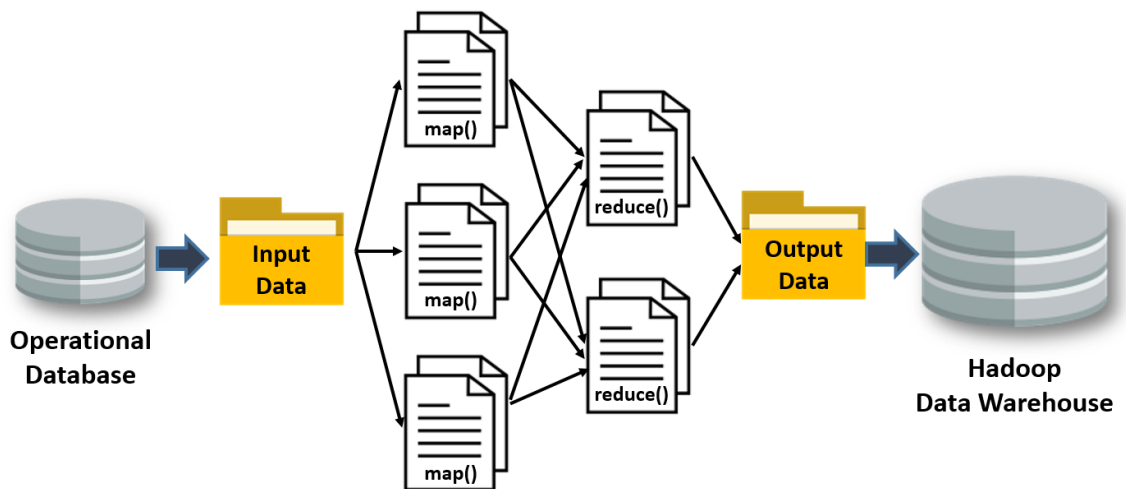 Operational
Database
Input
Data
map()
map()
map()
reduce()
reduce()
Output
Data
Hadoop
Data Warehouse